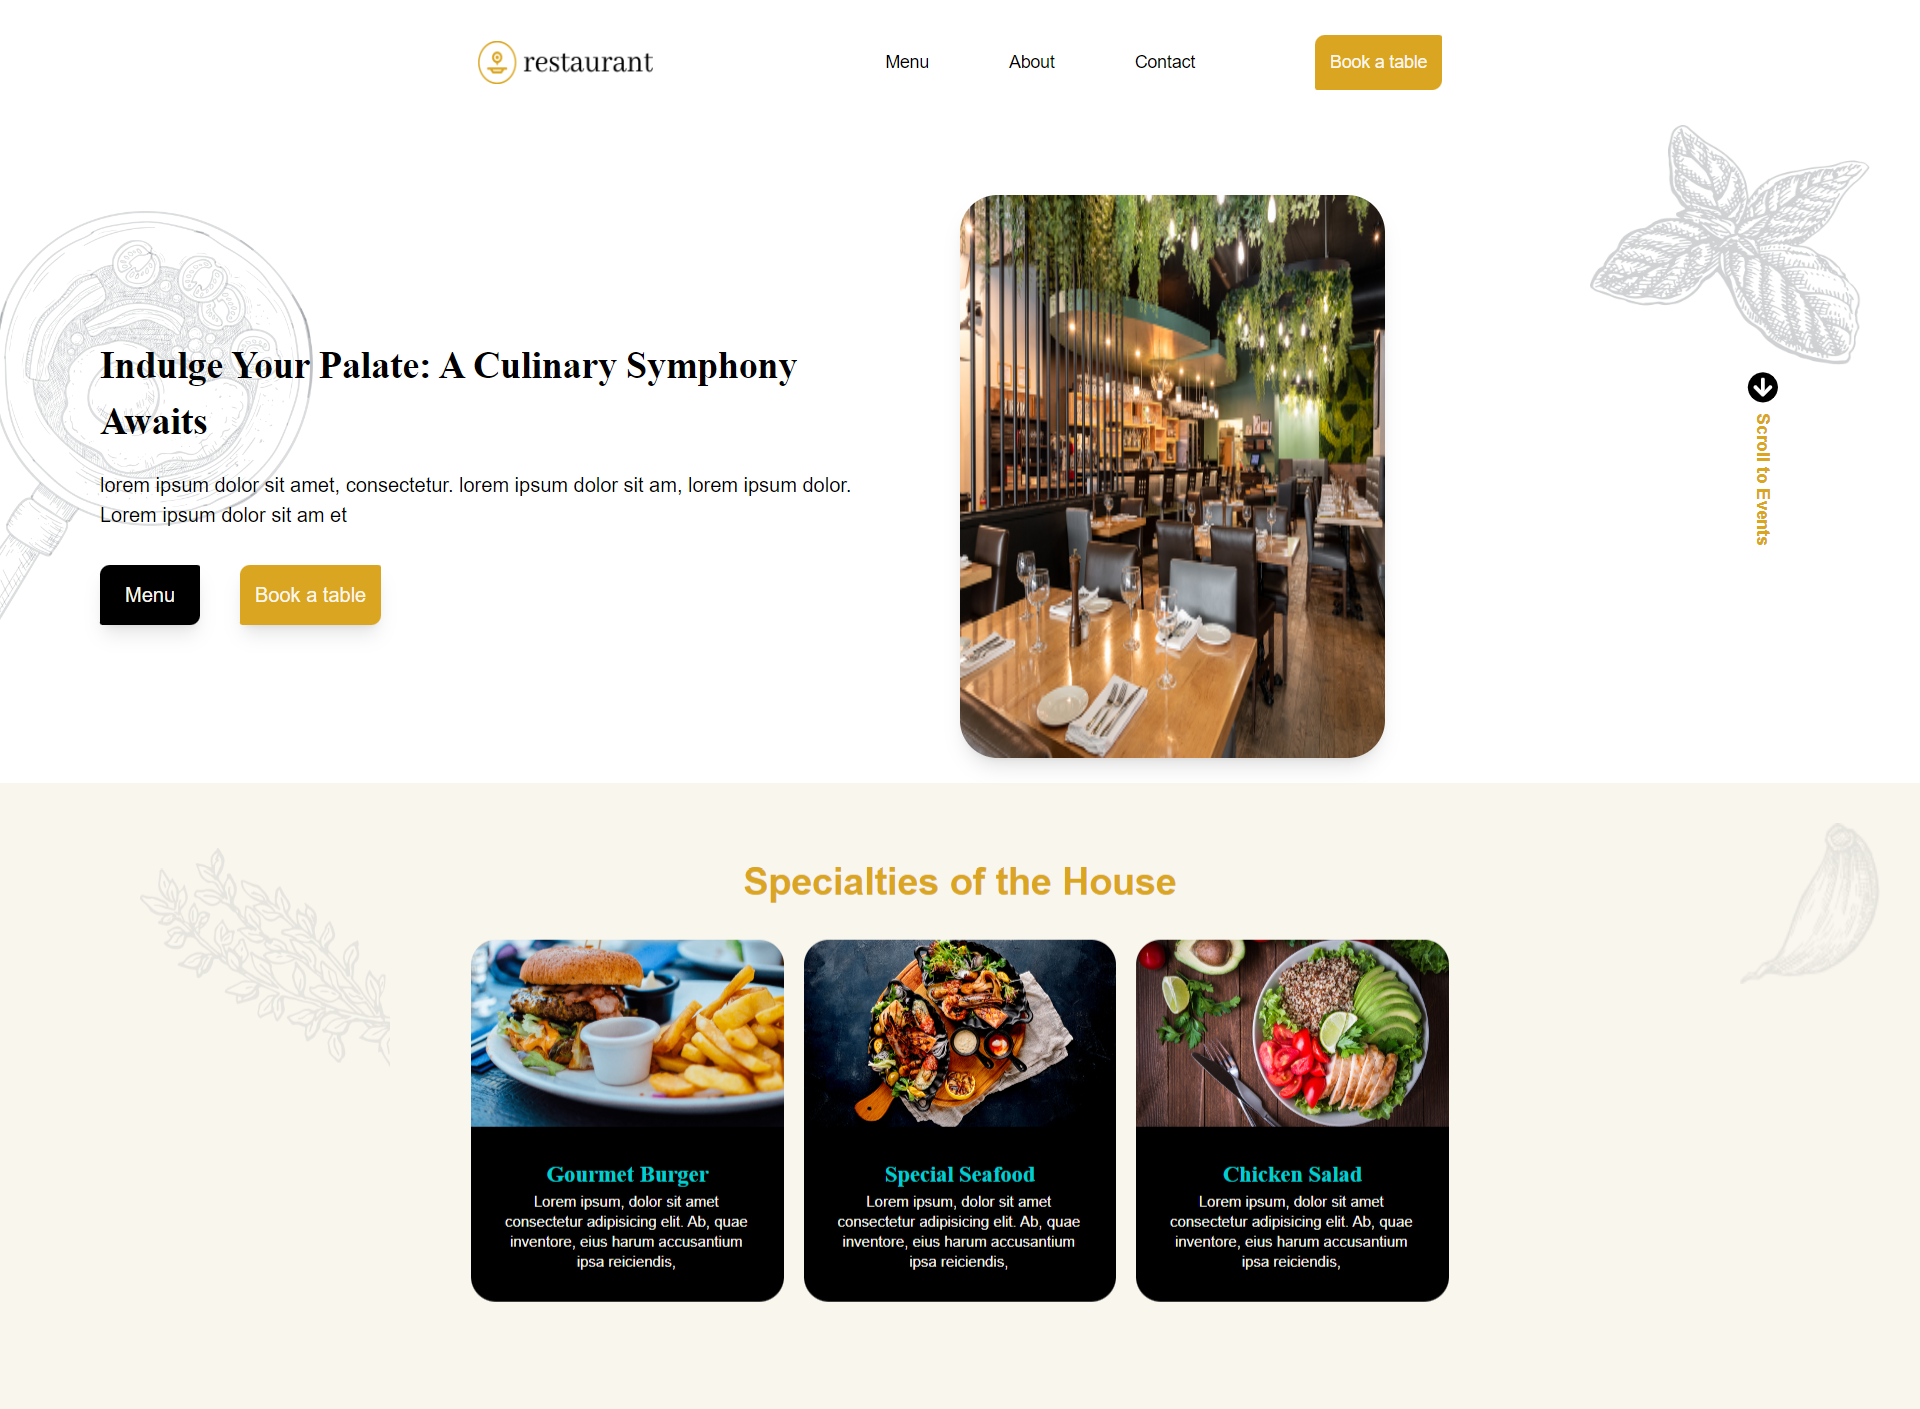 restaurant
Menu
About
Contact
Book a table
Indulge Your Palate: A Culinary Symphony
Awaits
lorem ipsum dolor sit amet, consectetur. lorem ipsum dolor sit am, lorem ipsum dolor.
Lorem ipsum dolor sit am et
Menu
Book a table
Scroll to Events
Specialties of the House
Gourmet Burger
Lorem ipsum, dolor sit amet
consectetur adipisicing elit. Ab, quae
inventore, eius harum accusantium
ipsa reiciendis,
Special Seafood
Lorem ipsum, dolor sit amet
consectetur adipisicing elit. Ab, quae
inventore, eius harum accusantium
ipsa reiciendis,
Chicken Salad
Lorem ipsum, dolor sit amet
consectetur adipisicing elit. Ab, quae
inventore, eius harum accusantium
ipsa reiciendis,